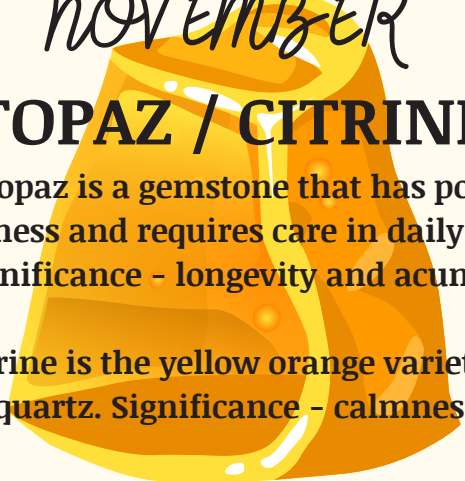 NOVEMBER
TOPAZ / CITRINE
opaz is a gemstone that has po
ness and requires care in daily
nificance - longevity and acum
rine is the yellow orange variet
quartz. Significance - calmnes